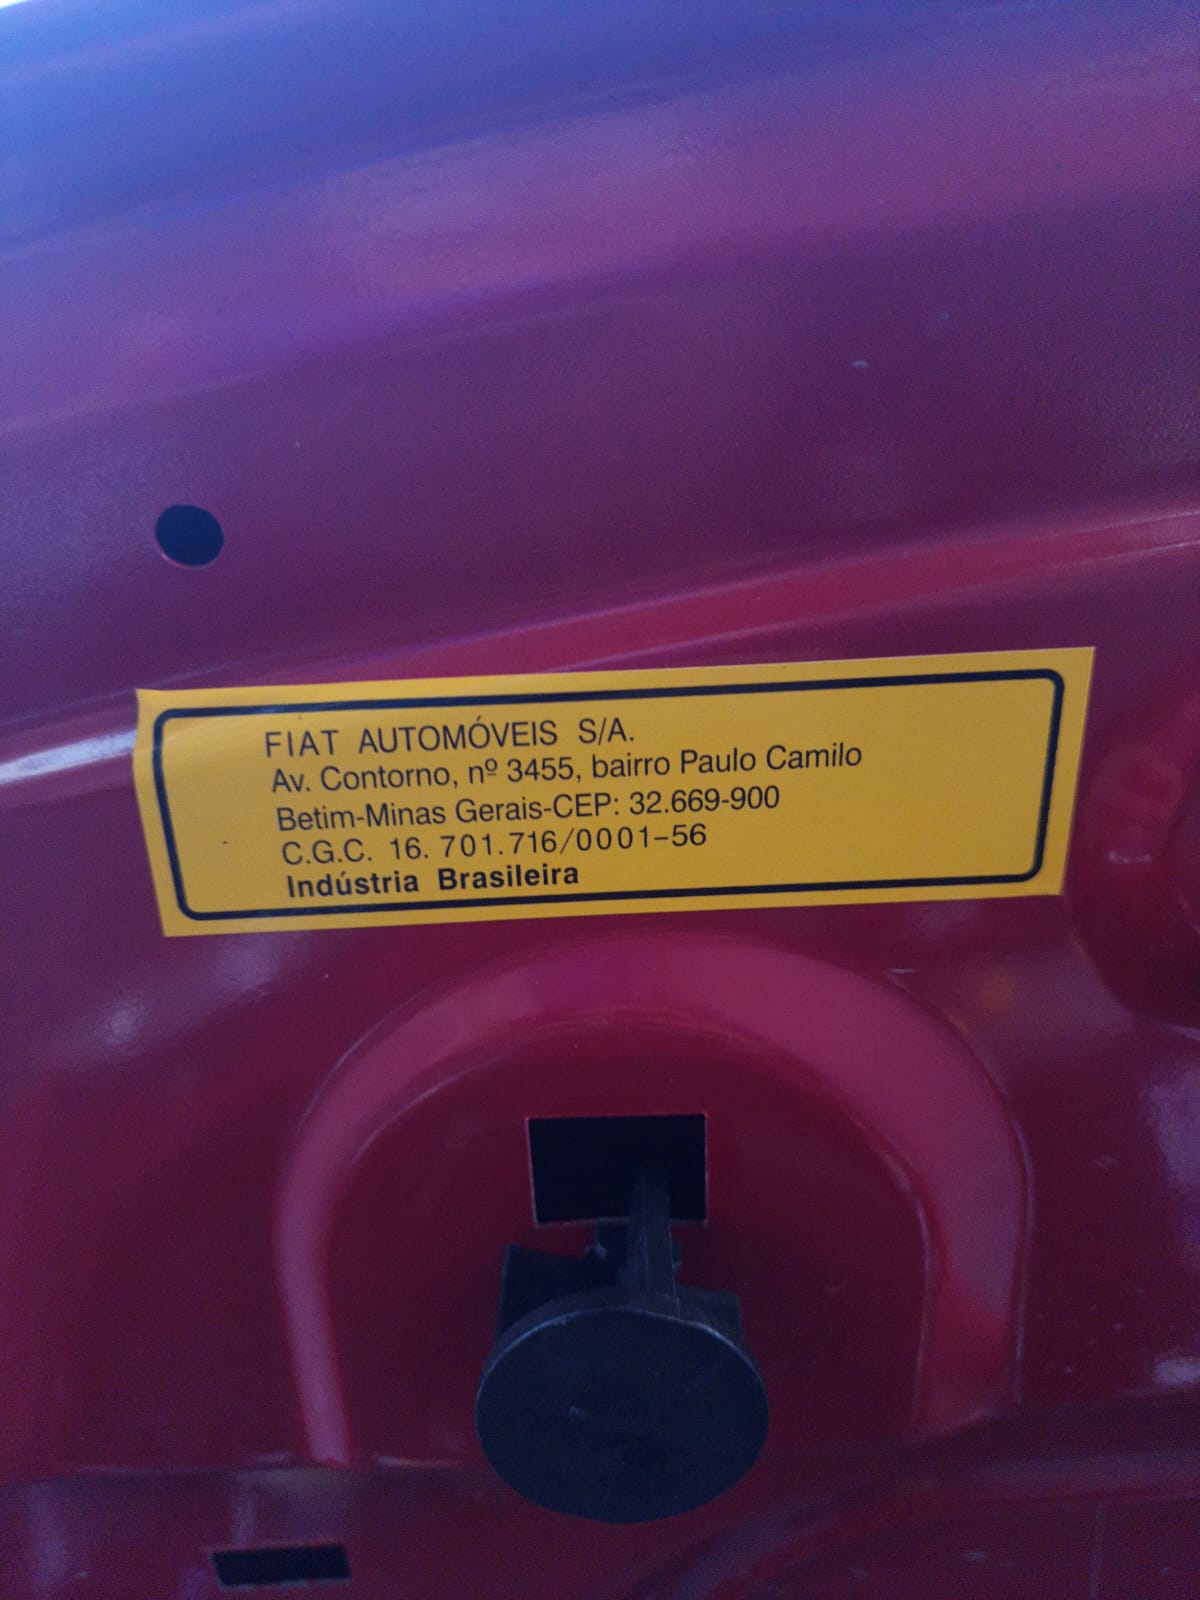 FIAT AUTOMÓVEIS S/A.
Av. Contorno, nº 3455, bairro Paulo Camilo
Betim-Minas Gerais-CEP: 32.669-900
C.G.C. 16. 701.716/0001-56
Indústria Brasileira